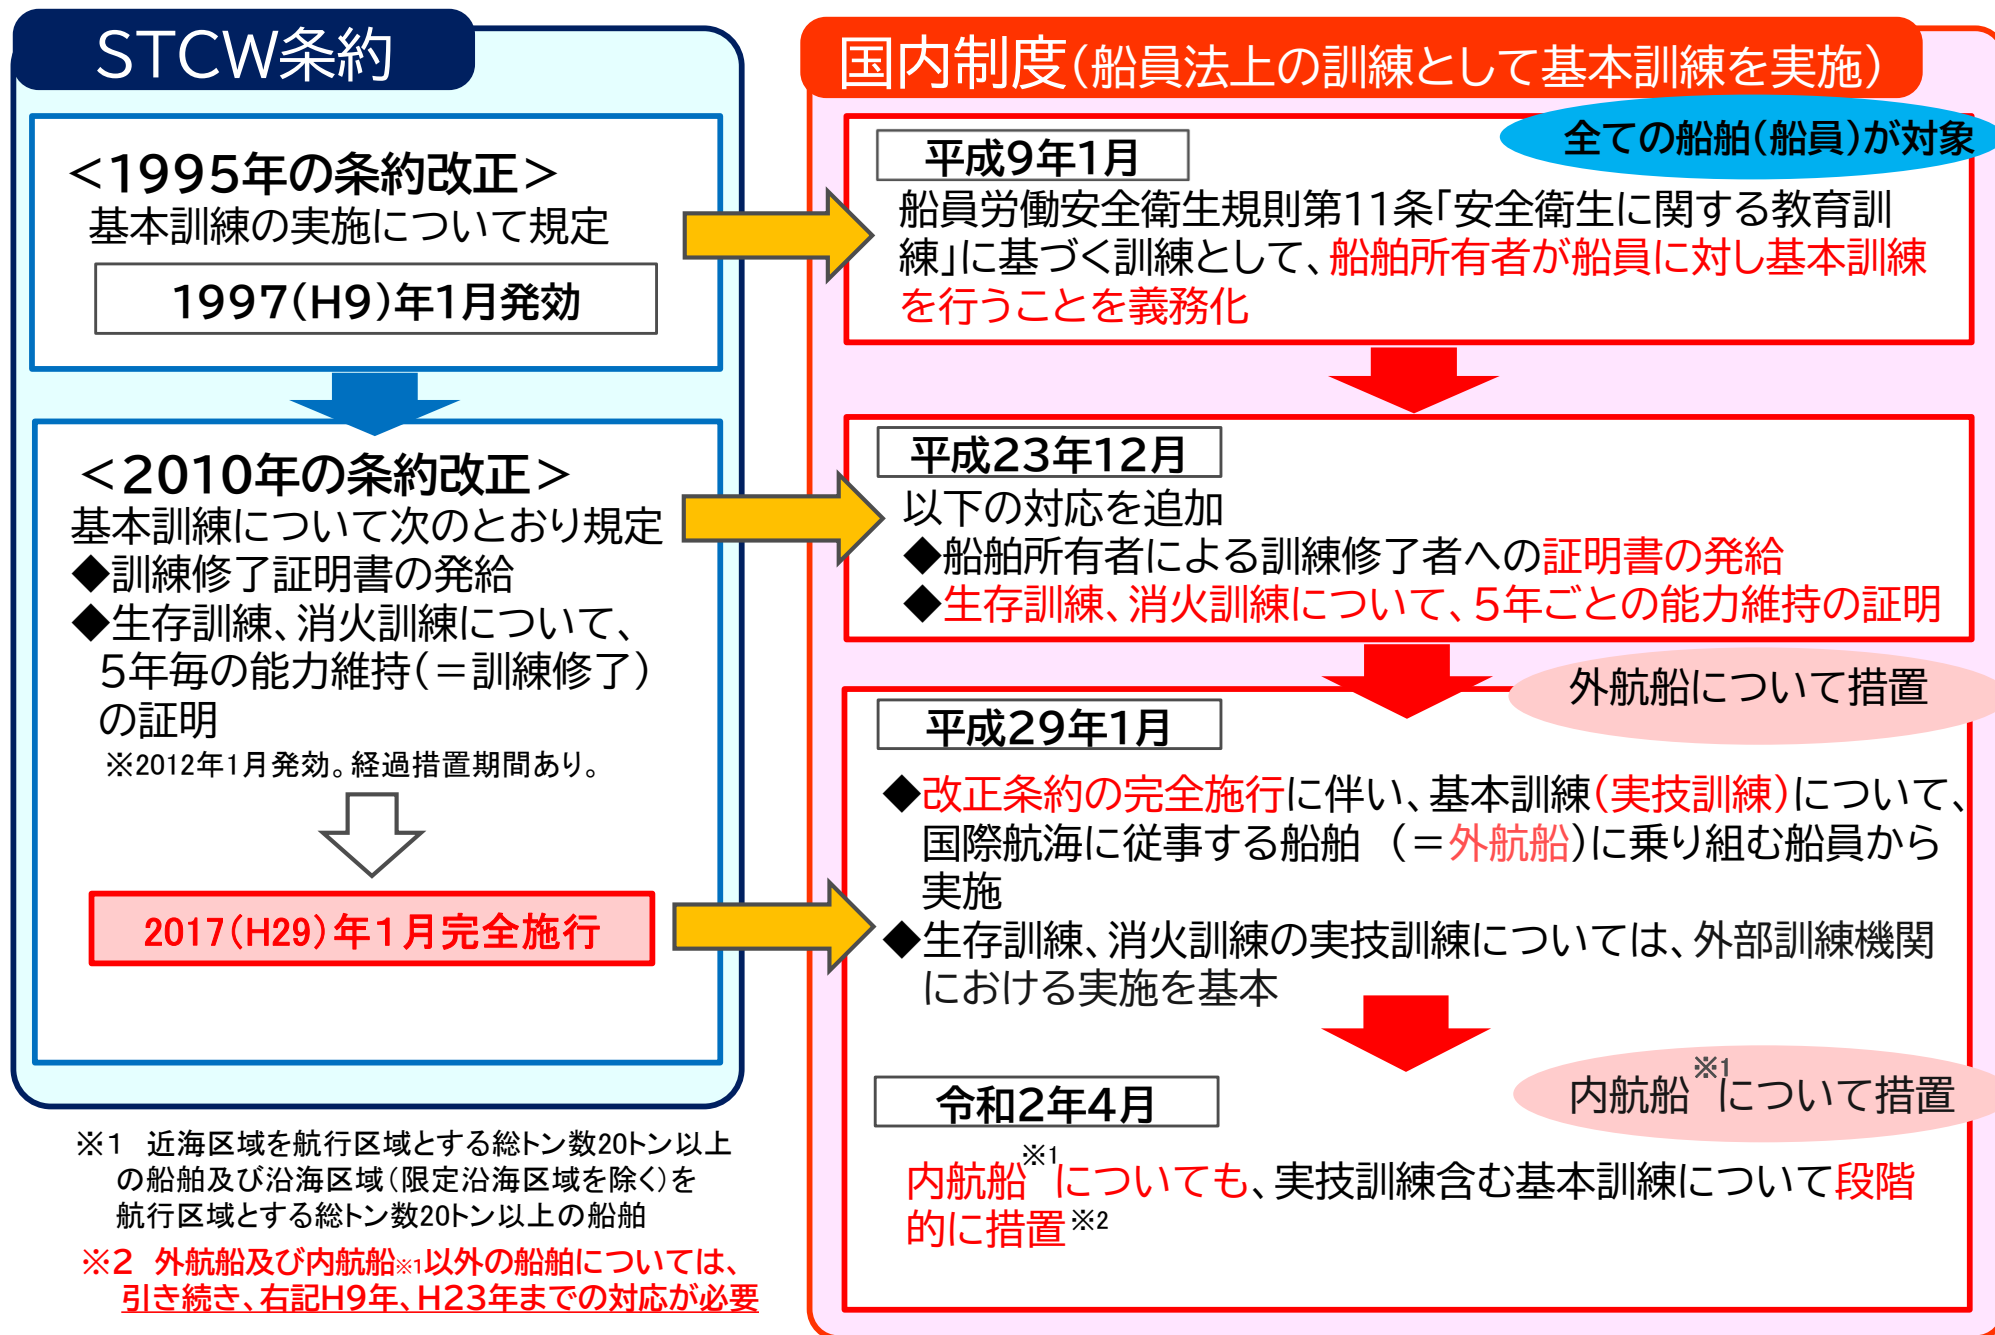 STCW条約
<1995年の条約改正>
基本訓練の実施について規定
1997(H9)年1月発効
<2010年の条約改正>
基本訓練について次のとおり規定
◆訓練修了証明書の発給
◆生存訓練、消火訓練について、
5年毎の能力維持(=訓練修了)
の証明
※2012年1月発効。経過措置期間あり。
2017(H29)年1月完全施行
※1 近海区域を航行区域とする総トン数20トン以上
の船舶及び沿海区域(限定沿海区域を除く)を
航行区域とする総トン数20トン以上の船舶
※2 外航船及び内航船※1以外の船舶については、
引き続き、右記H9年、H23年までの対応が必要
国内制度(船員法上の訓練として基本訓練を実施)
全ての船舶(船員)が対象
平成9年1月
船員労働安全衛生規則第11条「安全衛生に関する教育訓
練」に基づく訓練として、船舶所有者が船員に対し基本訓練
を行うことを義務化
平成23年12月
以下の対応を追加
◆船舶所有者による訓練修了者への証明書の発給
◆生存訓練、消火訓練について、5年ごとの能力維持の証明
外航船について措置
平成29年1月
◆改正条約の完全施行に伴い、基本訓練(実技訓練)について、
国際航海に従事する船舶 (=外航船)に乗り組む船員から
実施
◆生存訓練、消火訓練の実技訓練については、外部訓練機関
における実施を基本
内航船※1について措置
令和2年4月
内航船※1についても、実技訓練含む基本訓練について段階
的に措置※2